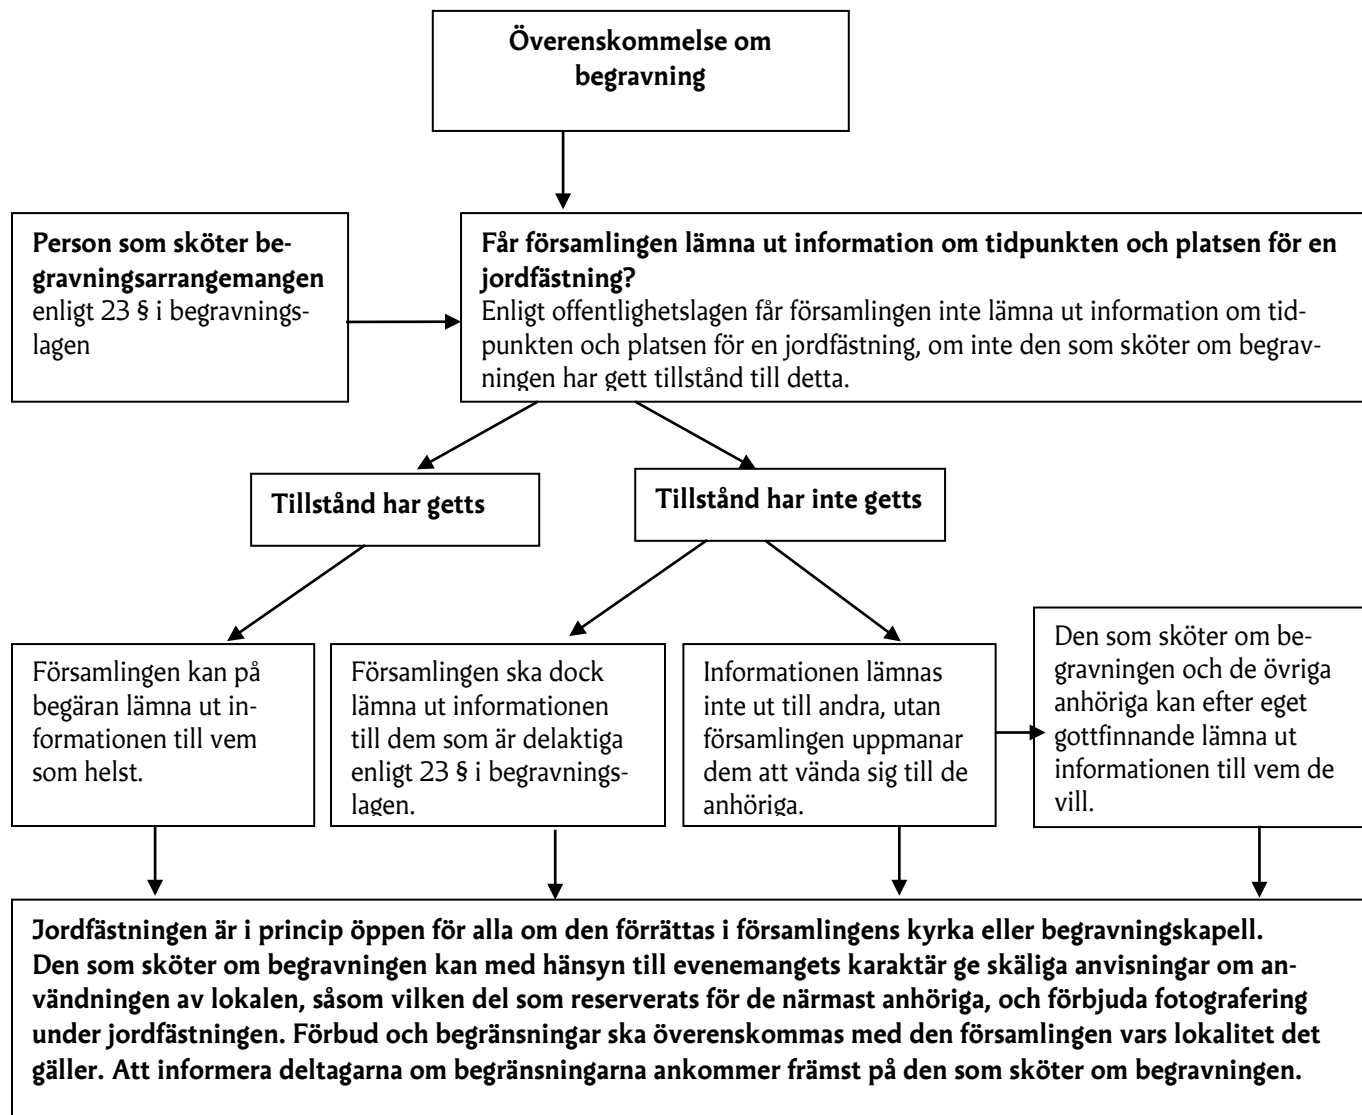 Överenskommelse om
begravning
Person som sköter be-
gravningsarrangemangen
enligt 23 § i begravnings-
lagen
Får församlingen lämna ut information om tidpunkten och platsen för en
jordfästning?
Enligt offentlighetslagen får församlingen inte lämna ut information om tid-
punkten och platsen för en jordfästning, om inte den som sköter om begrav-
ningen har gett tillstånd till detta.
Tillstånd har getts
Tillstånd har inte getts
Församlingen kan på
begäran lämna ut in-
formationen till vem
som helst.
Församlingen ska dock
lämna ut informationen
till dem som är delaktiga
enligt 23 § i begravnings-
lagen.
Informationen lämnas
inte ut till andra, utan
församlingen uppmanar
dem att vända sig till de
anhöriga.
Den som sköter om be-
gravningen och de övriga
anhöriga kan efter eget
gottfinnande lämna ut
informationen till vem de
vill.
Jordfästningen är i princip öppen för alla om den förrättas i församlingens kyrka eller begravningskapell.
Den som sköter om begravningen kan med hänsyn till evenemangets karaktär ge skäliga anvisningar om an-
vändningen av lokalen, såsom vilken del som reserverats för de närmast anhöriga, och förbjuda fotografering
under jordfästningen. Förbud och begränsningar ska överenskommas med den församlingen vars lokalitet det
gäller. Att informera deltagarna om begränsningarna ankommer främst på den som sköter om begravningen.